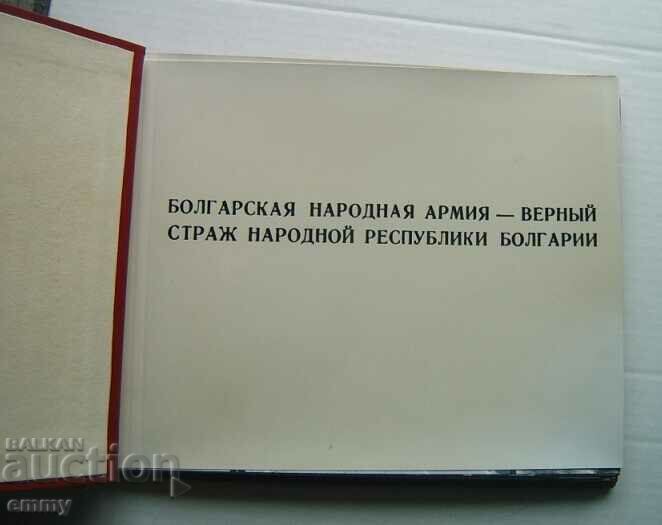 БОЛГАРСКАЯ НАРОДНАЯ АРМИЯ — ВЕРНЫЙ
СТРАЖ НАРОДНОЙ РЕСПУБЛИКИ БОЛГАРИИ
BALKAN
auction
emmy